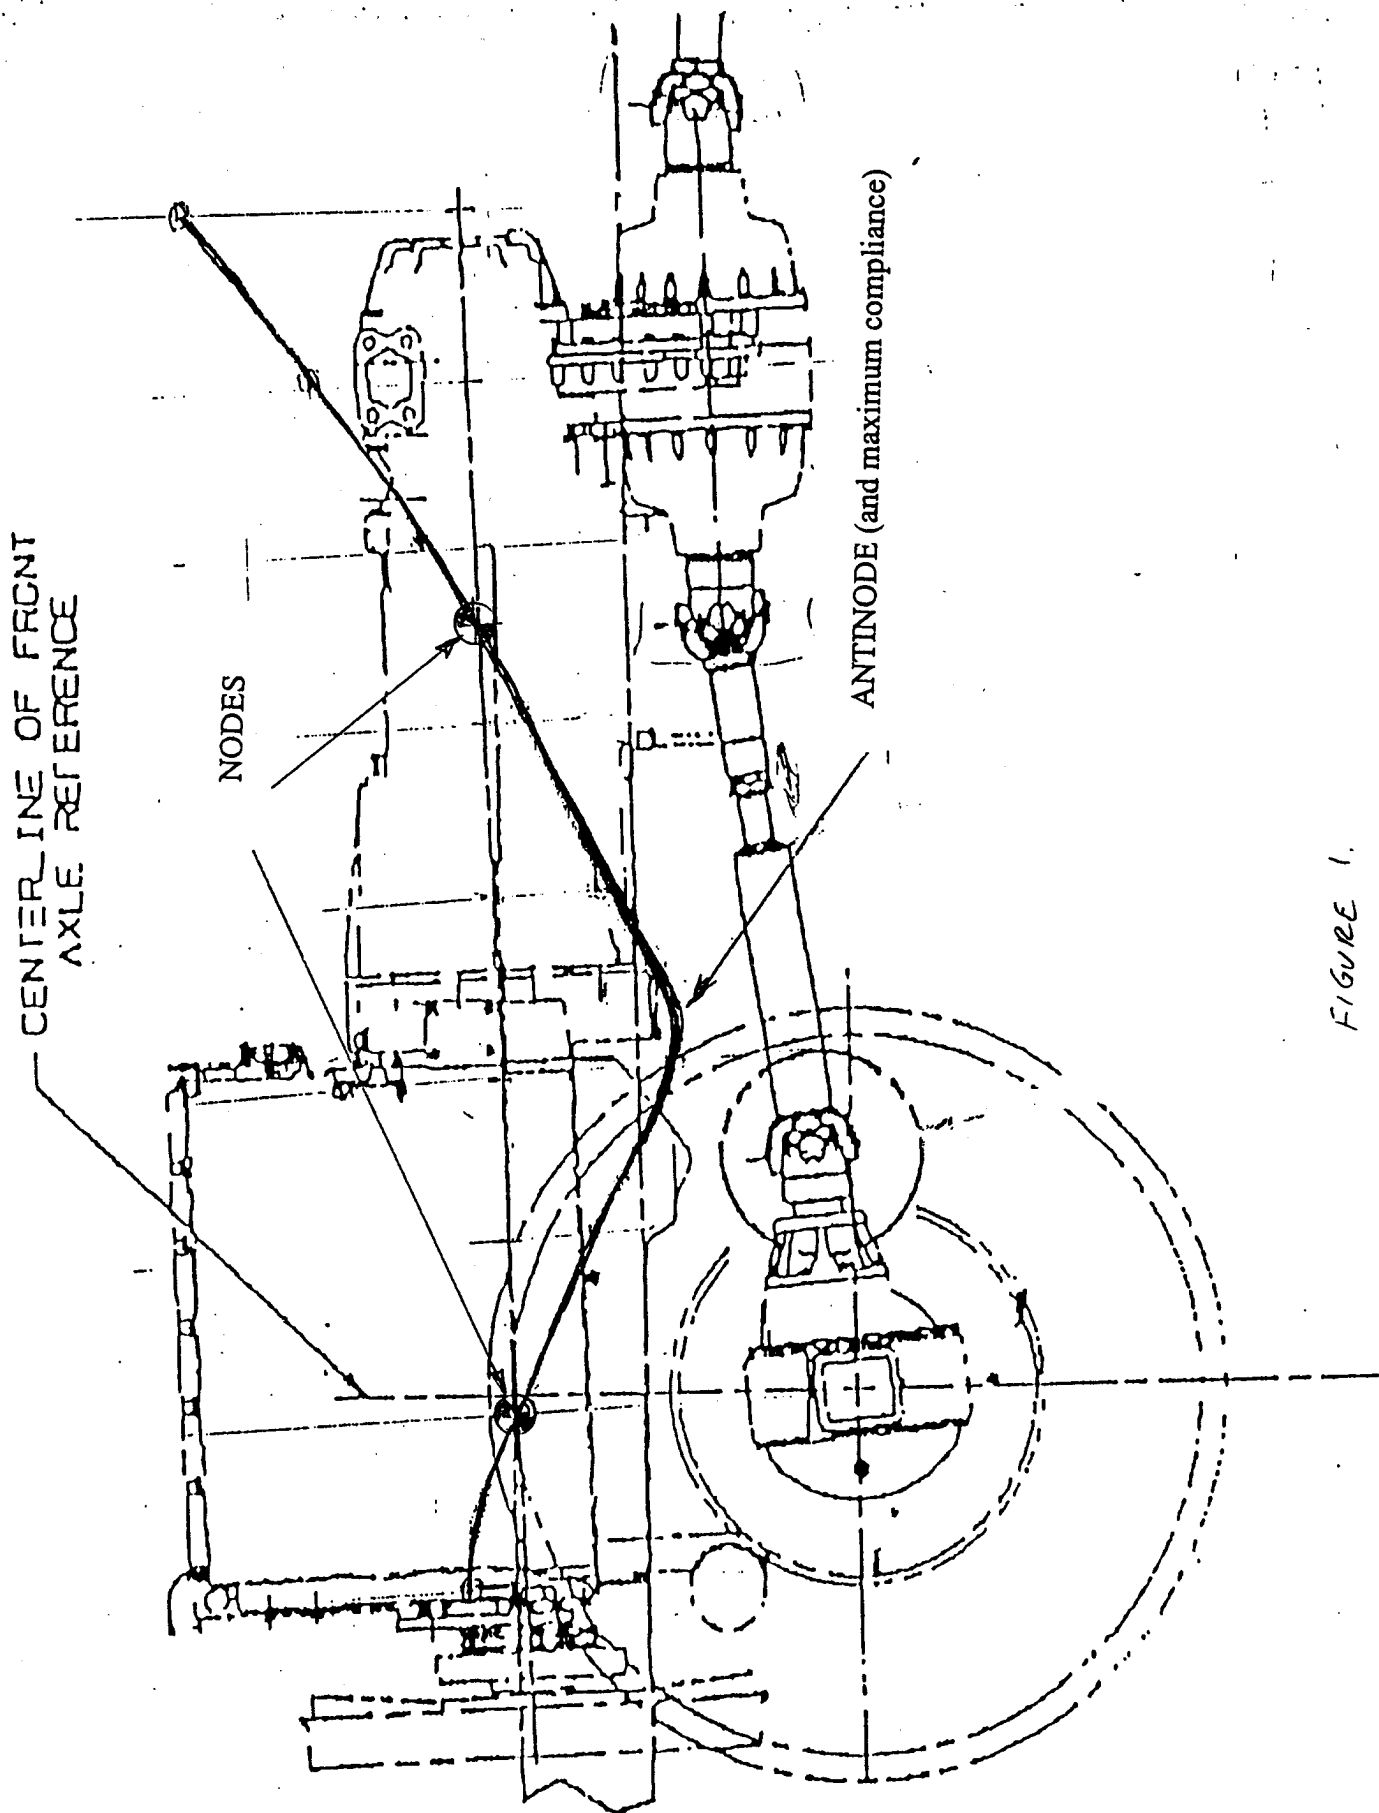 CENTERLINE OF FRONT
AXLE REFERENCE
NODES
ANTINODE (and maximum compliance)
FIGURE 1.